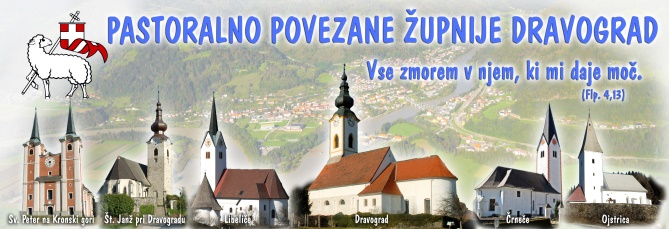 PASTORALNO POVEZANE ŽUPNIJE DRAVOGRAD
Vse zmorem v njem, ki mi daje moč.
(Flp. 4,13)
Sv. Peter na Kronski gori Št. Janž pri Dravogradu Libeliče Dravograd Črneče Ojstrica